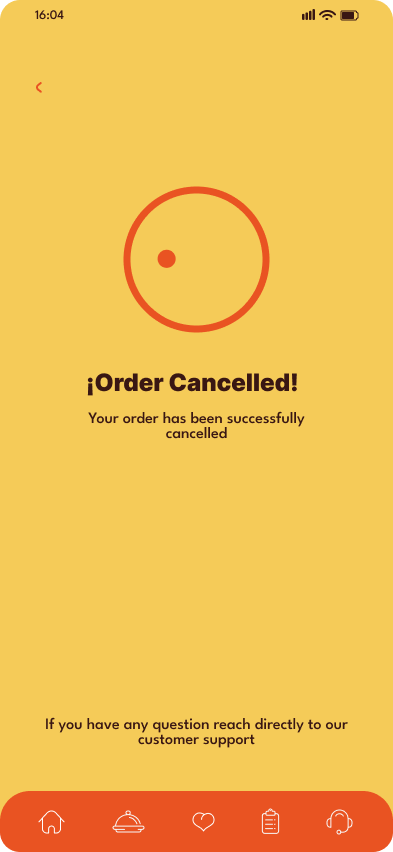 16:04
¡Order Cancelled!
Your order has been successfully
cancelled
If you have any question reach directly to our
customer support